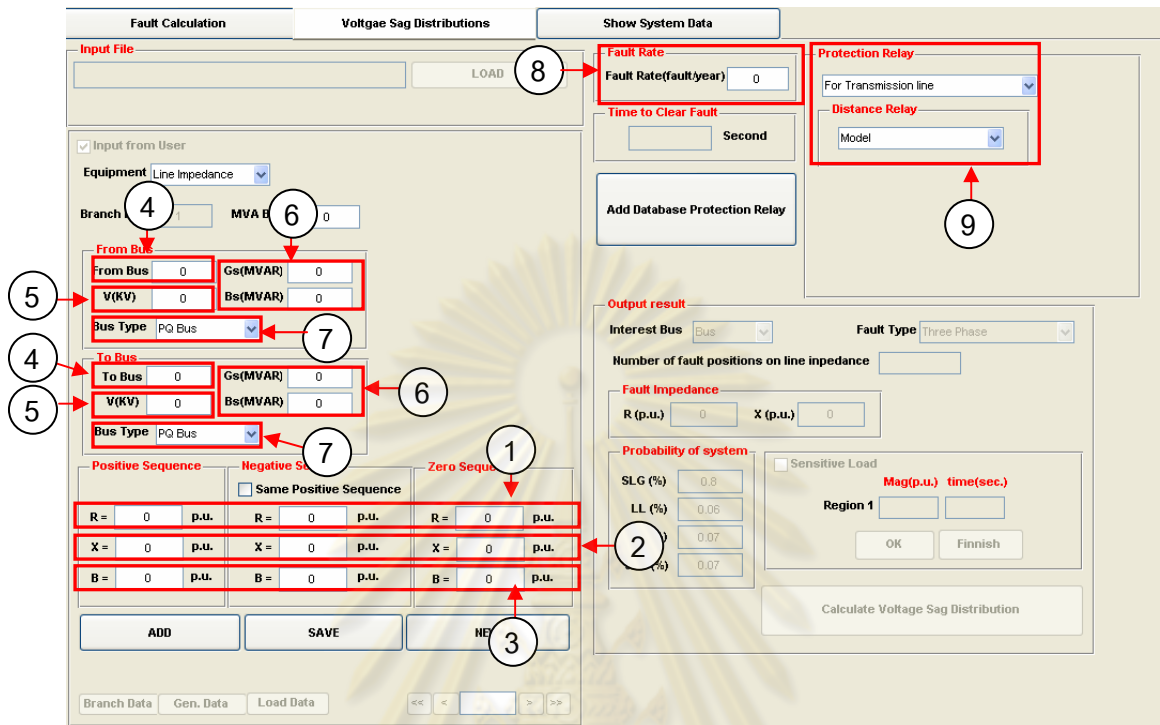 Fault Calculation
Voltgae Sag Distributions
Show System Data
Input File
LOAD
8
Fault Rate
Fault Rate(fault/year) 0
Time to Clear Fault
Second
Add Database Protection Relay
Protection Relay
For Transmission line
Distance Relay
Model
9
Input from User
Equipment Line Impedance
4
6
Branch 1
MVA B 0
From Bus
From Bus 0 Gs(MVAR) 0
5
V(KV) 0 Bs(MVAR) 0
Bus Type PQ Bus
7
4
To Bus
To Bus 0 Gs(MVAR) 0
5
V(KV) 0 Bs(MVAR) 0
6
Bus Type PQ Bus
7
1
Positive Sequence
Negative Se
Zero Seque
Same Positive Sequence
R = 0 p.u. R = 0 p.u. R = 0 p.u.
X = 0 p.u. X = 0 p.u. X = 0 p.u.
2
B = 0 p.u. B = 0 p.u. B = 0 p.u.
3
ADD
SAVE
NE
Branch Data
Gen. Data
Load Data
<< < > >>
Output result
Interest Bus Bus
Fault Type Three Phase
Number of fault positions on line inpedance
Fault Impedance
R (p.u.) 0 X (p.u.) 0
Probability of system
SLG (%) 0.8
LL (%) 0.06
0.07
(%) 0.07
Sensitive Load
Mag(p.u.) time(sec.)
Region 1
OK
Finnish
Calculate Voltage Sag Distribution